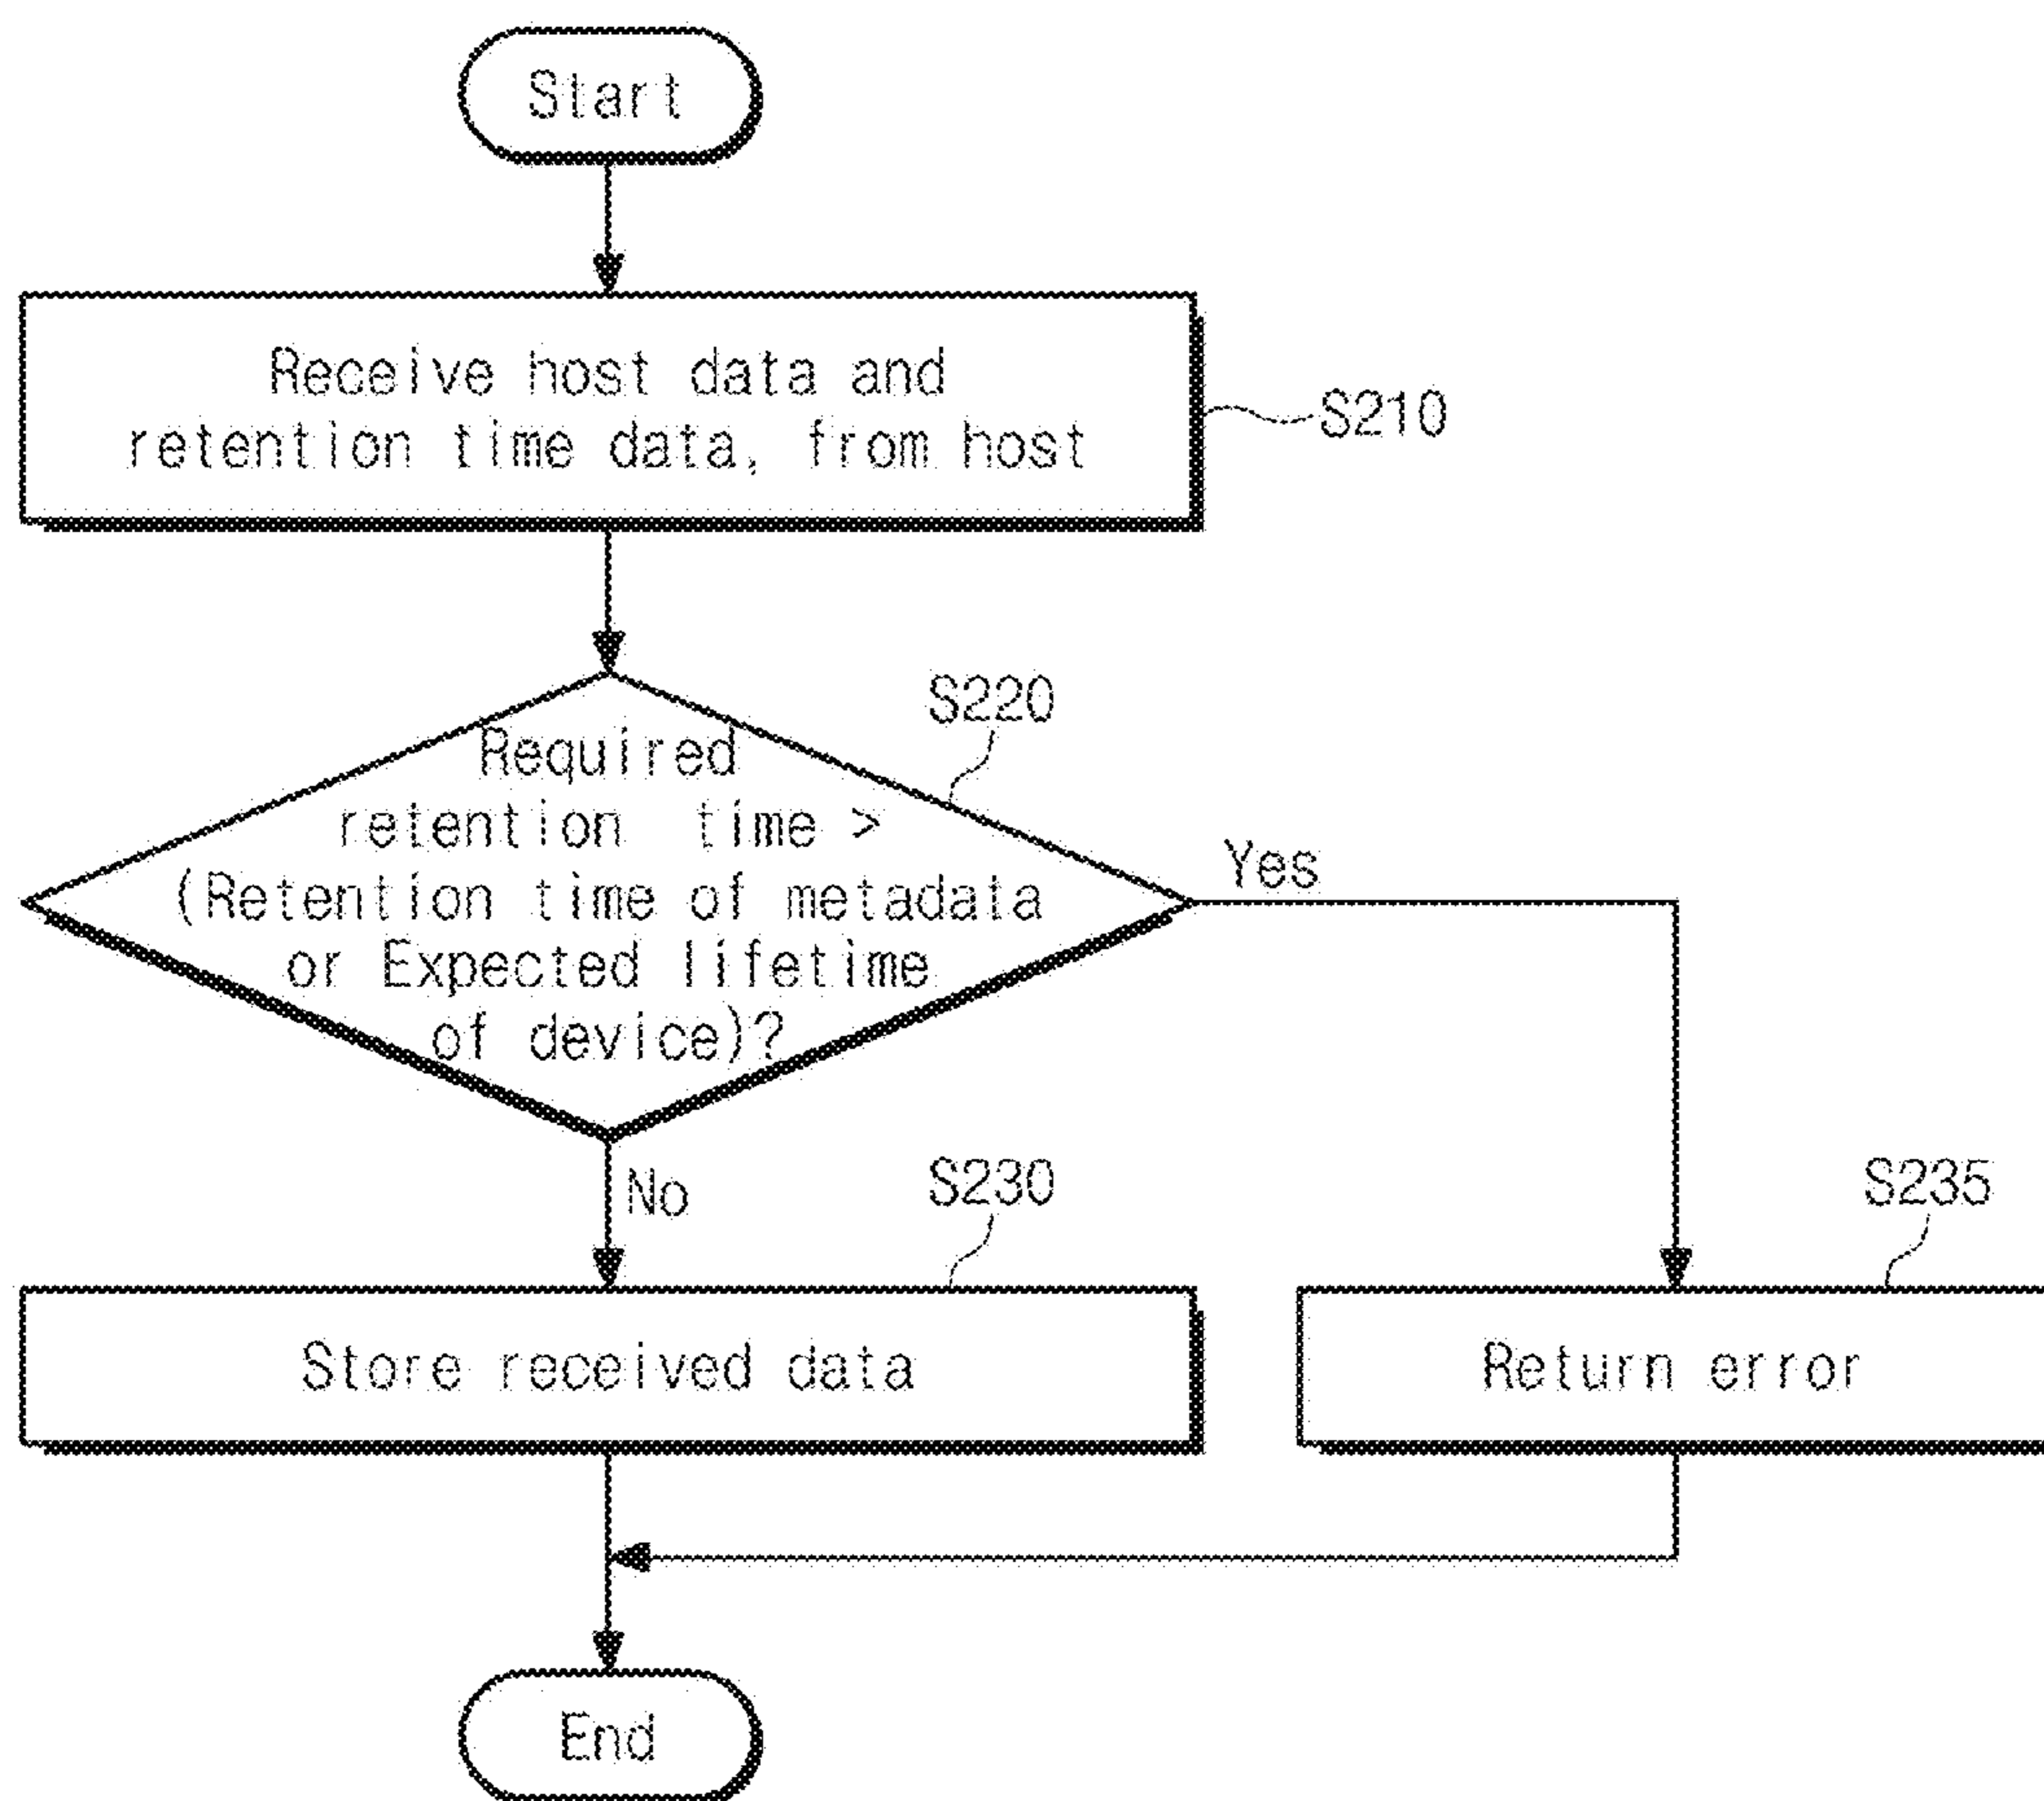 Start
Receive host data and
retention time data, from host
S210
S220
Required
retention time >
(Retention time of metadata
or Expected lifetime
of device)?
Yes
No
S230
S235
Store received data
Return error
End